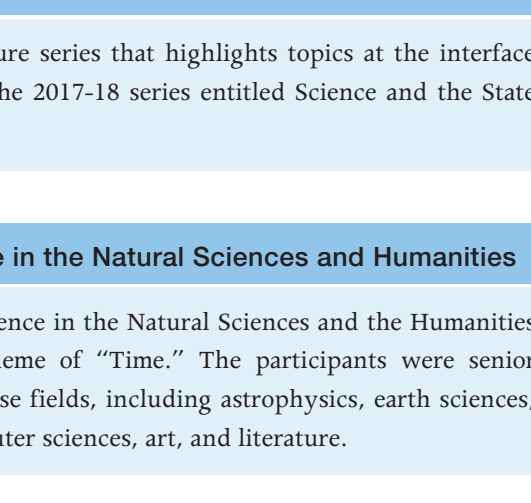 ure series that highlights topics at the interface
he 2017-18 series entitled Science and the State
e in the Natural Sciences and Humanities
ence in the Natural Sciences and the Humanities
eme of “Time.” The participants were senior
se fields, including astrophysics, earth sciences,
uter sciences, art, and literature.